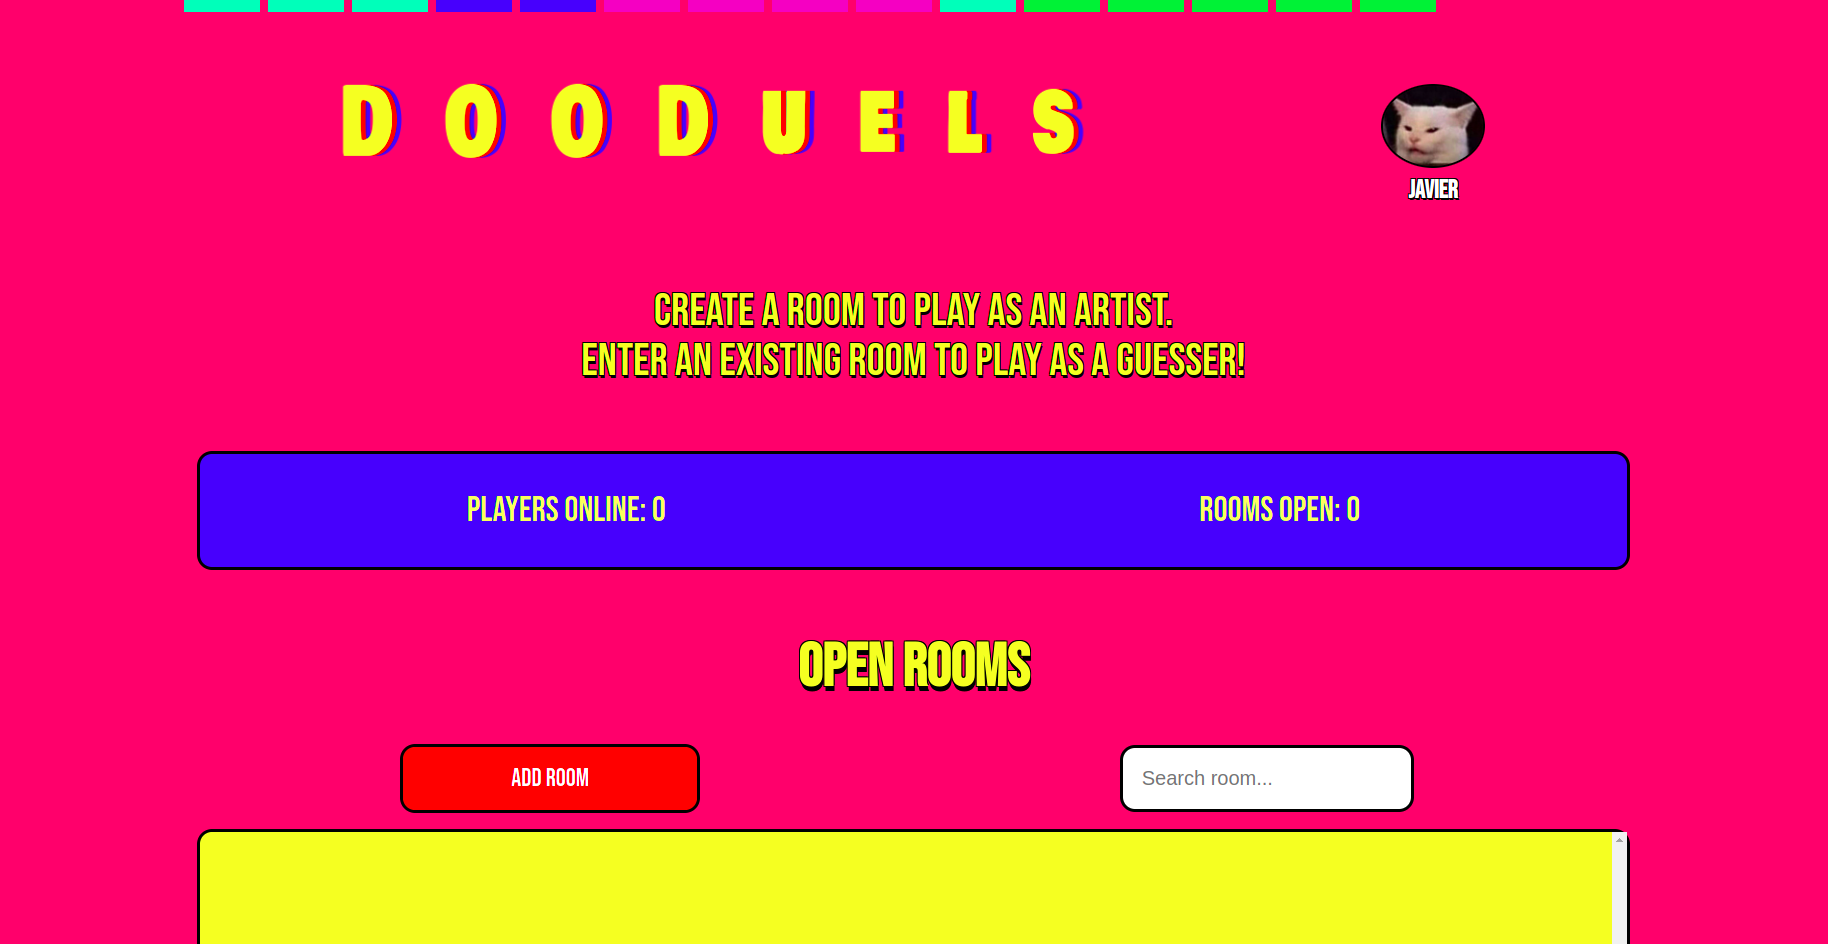 DOODUELS
JAVIER
CREATE A ROOM TO PLAY AS AN ARTIST.
ENTER AN EXISTING ROOM TO PLAY AS A GUESSER!
PLAYERS ONLINE: 0
ROOMS OPEN: 0
OPEN ROOMS
ADD ROOM
Search room...